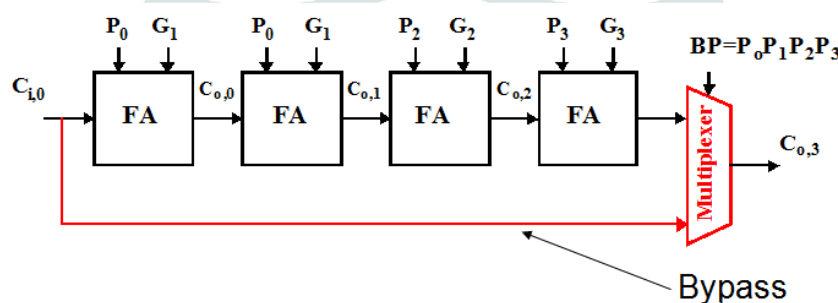 P0 G1 P0 G1 P2 G2 P3 G3 BP=PoP1P2P3
Ci,0 FA Co,0 FA Co,1 FA Co,2 FA Multiplexer Co,3
Bypass